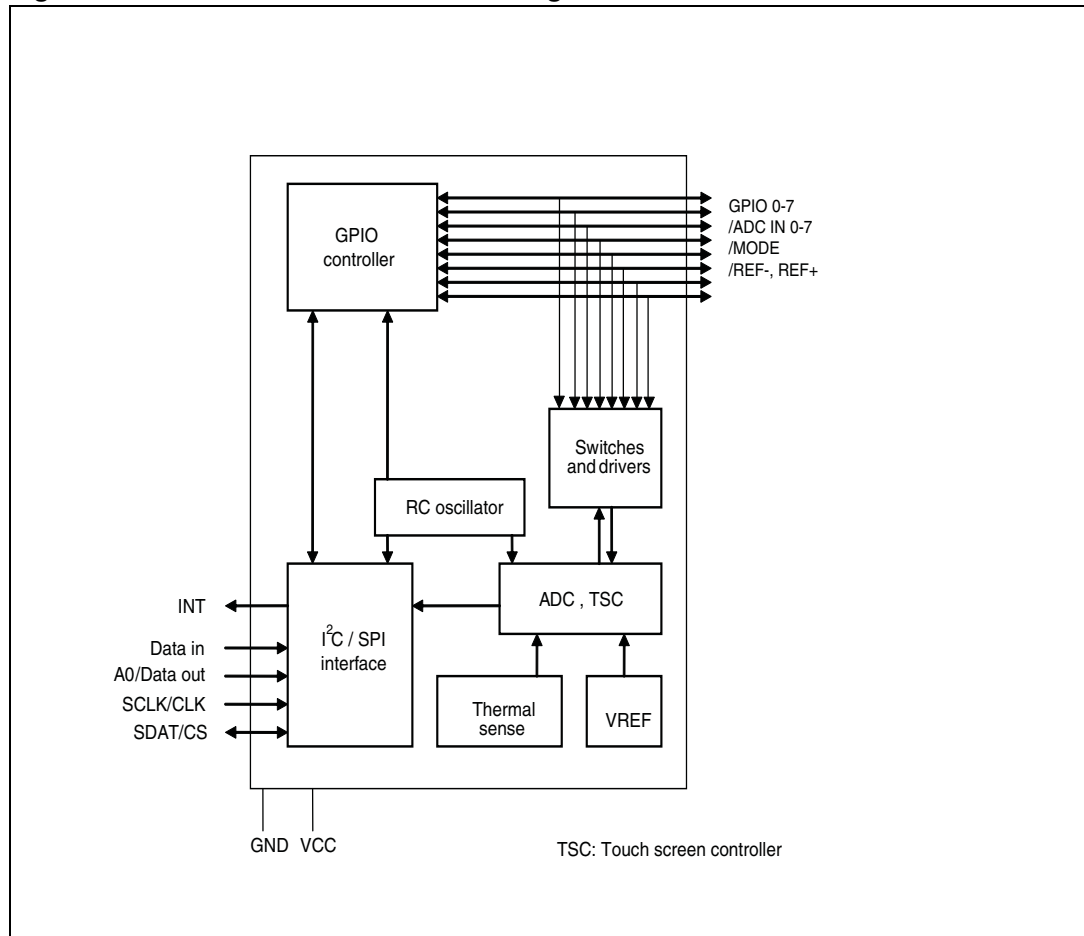 GPIO
controller
GPIO 0-7
/ADC IN 0-7
/MODE
/REF-, REF+
Switches
and drivers
RC oscillator
INT
Data in
A0/Data out
SCLK/CLK
SDAT/CS
I2C / SPI
interface
ADC , TSC
Thermal
sense
VREF
GND VCC
TSC: Touch screen controller